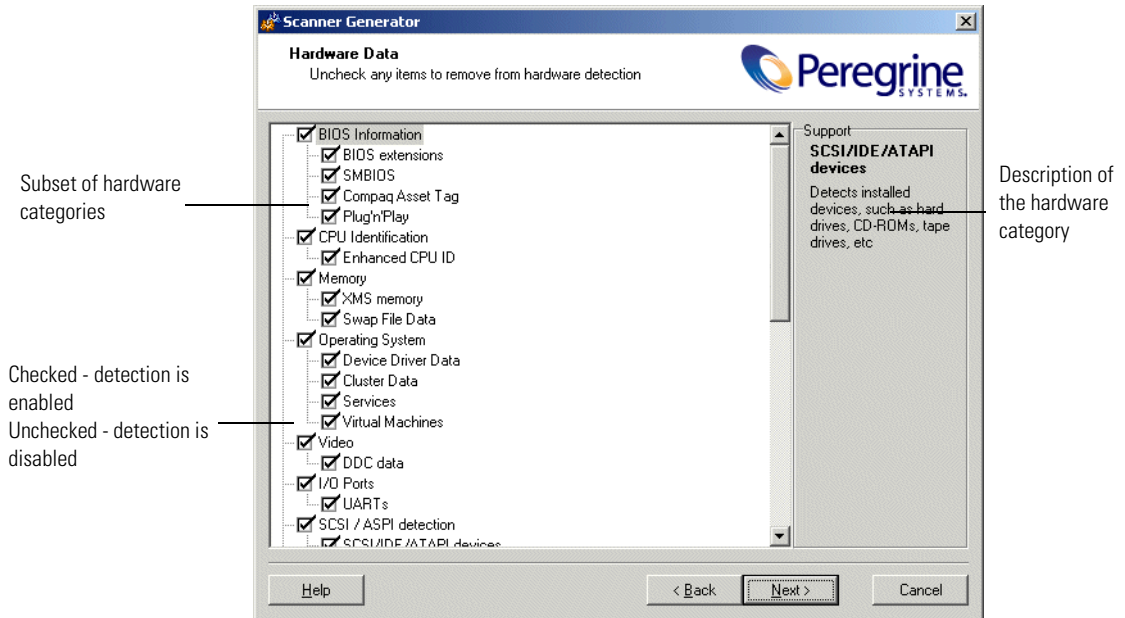 Scanner Generator
Hardware Data
Uncheck any items to remove from hardware detection
Peregrine
SYSTEMS.
BIOS Information
BIOS extensions
SMBIOS
Compaq Asset Tag
Plug'n'Play
CPU Identification
Enhanced CPU ID
Memory
XMS memory
Swap File Data
Operating System
Device Driver Data
Cluster Data
Services
Virtual Machines
Video
DDC data
I/O Ports
UARTs
SCSI / ASPI detection
SCSI/IDE/ATAPI devices
Support
SCSI/IDE/ATAPI
devices
Detects installed
devices, such as hard
drives, CD-ROMs, tape
drives, etc
Subset of hardware
categories
Checked - detection is
enabled
Unchecked - detection is
disabled
Description of
the hardware
category
Help
< Back
Next >
Cancel